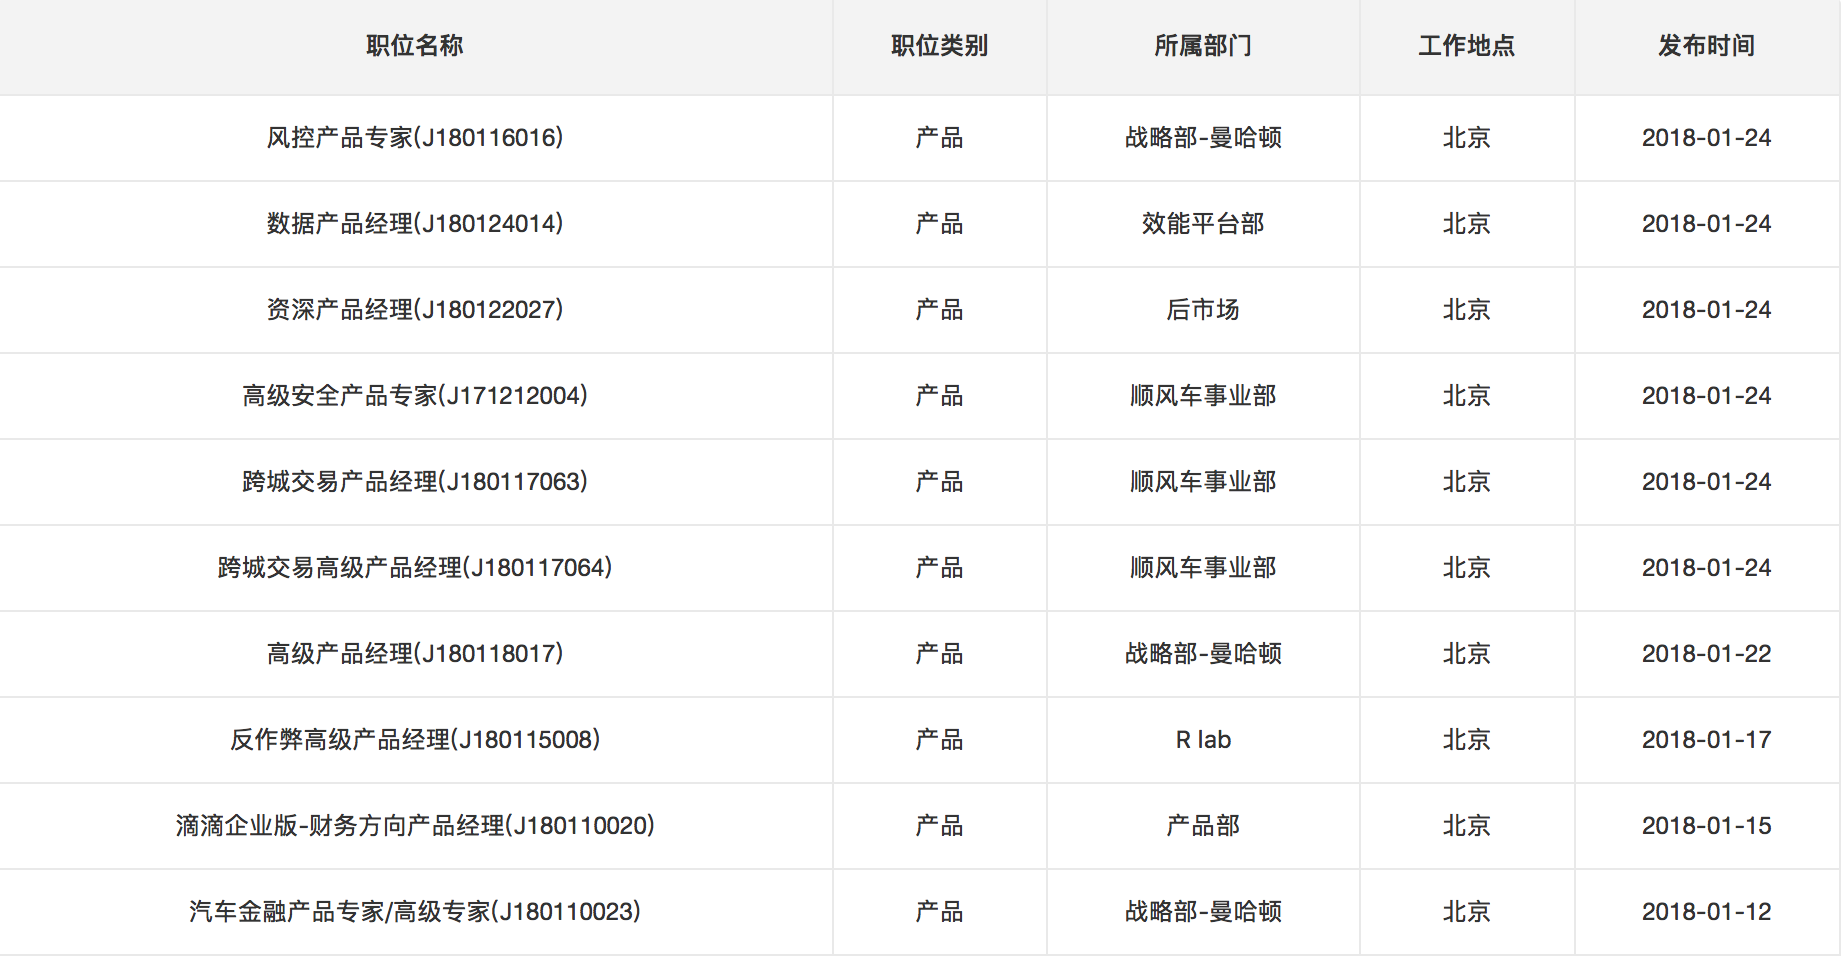 职位名称 职位类别 所属部门 工作地点 发布时间
风控产品专家(J180116016) 产品 战略部-曼哈顿 北京 2018-01-24
数据产品经理(J180124014) 产品 效能平台部 北京 2018-01-24
资深产品经理(J180122027) 产品 后市场 北京 2018-01-24
高级安全产品专家(J171212004) 产品 顺风车事业部 北京 2018-01-24
跨城交易产品经理(J180117063) 产品 顺风车事业部 北京 2018-01-24
跨城交易高级产品经理(J180117064) 产品 顺风车事业部 北京 2018-01-24
高级产品经理(J180118017) 产品 战略部-曼哈顿 北京 2018-01-22
反作弊高级产品经理(J180115008) 产品 R lab 北京 2018-01-17
滴滴企业版-财务方向产品经理(J180110020) 产品 产品部 北京 2018-01-15
汽车金融产品专家/高级专家(J180110023) 产品 战略部-曼哈顿 北京 2018-01-12